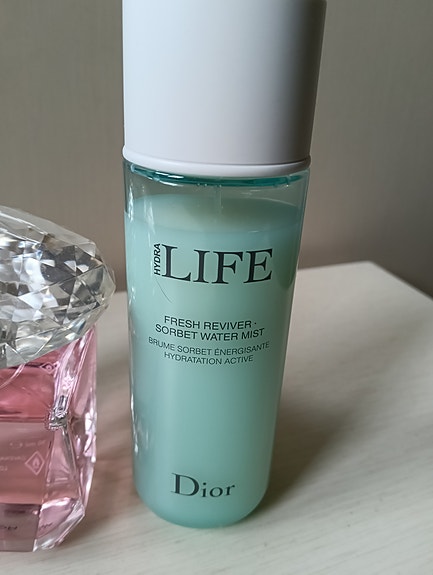 HYDRA
LIFE
FRESH REVIVER -
SORBET WATER MIST
BRUME SORBET ÉNERGISANTE
HYDRATATION ACTIVE
Dior